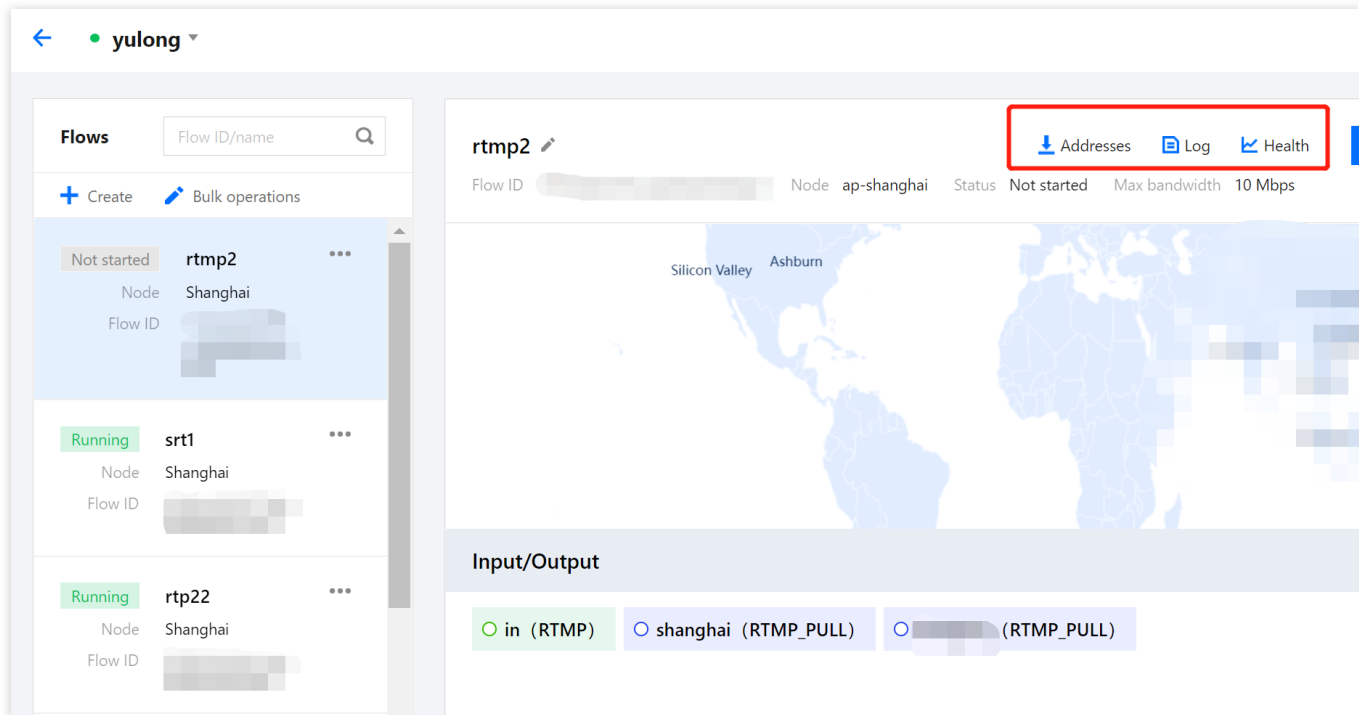 yulong
Flows
Flow ID/name
Create
Bulk operations
Not started
rtmp2
Node
Shanghai
Flow ID
Running
srt1
Node
Shanghai
Flow ID
Running
rtp22
Node
Shanghai
Flow ID
rtmp2
Addresses
Log
Health
Flow ID
Node ap-shanghai
Status Not started
Max bandwidth 10 Mbps
Silicon Valley
Ashburn
Input/Output
in（RTMP）
shanghai（RTMP_PULL）
（RTMP_PULL）